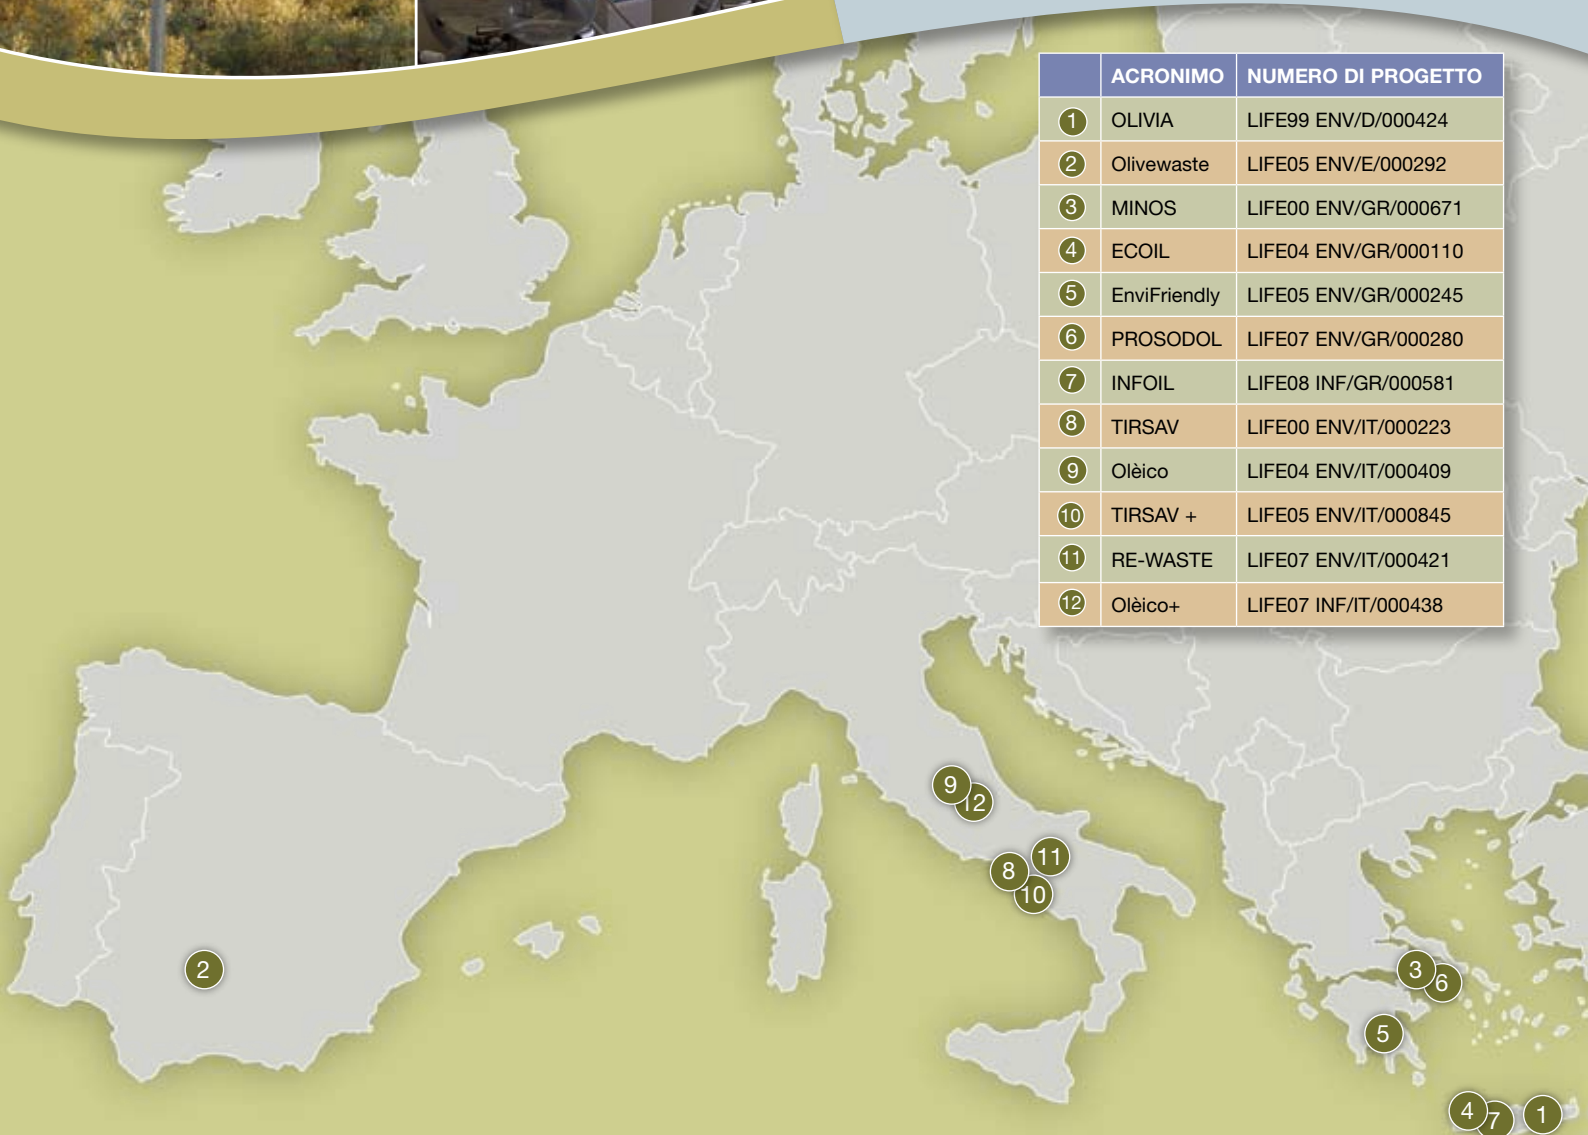 ACRONIMO NUMERO DI PROGETTO
1 OLIVIA LIFE99 ENV/D/000424
2 Olivewaste LIFE05 ENV/E/000292
3 MINOS LIFE00 ENV/GR/000671
4 ECOIL LIFE04 ENV/GR/000110
5 EnviFriendly LIFE05 ENV/GR/000245
6 PROSODOL LIFE07 ENV/GR/000280
7 INFOIL LIFE08 INF/GR/000581
8 TIRSAV LIFE00 ENV/IT/000223
9 Olèico LIFE04 ENV/IT/000409
10 TIRSAV + LIFE05 ENV/IT/000845
11 RE-WASTE LIFE07 ENV/IT/000421
12 Olèico+ LIFE07 INF/IT/000438
9
12
11
8
10
2
3
6
5
4
7
1